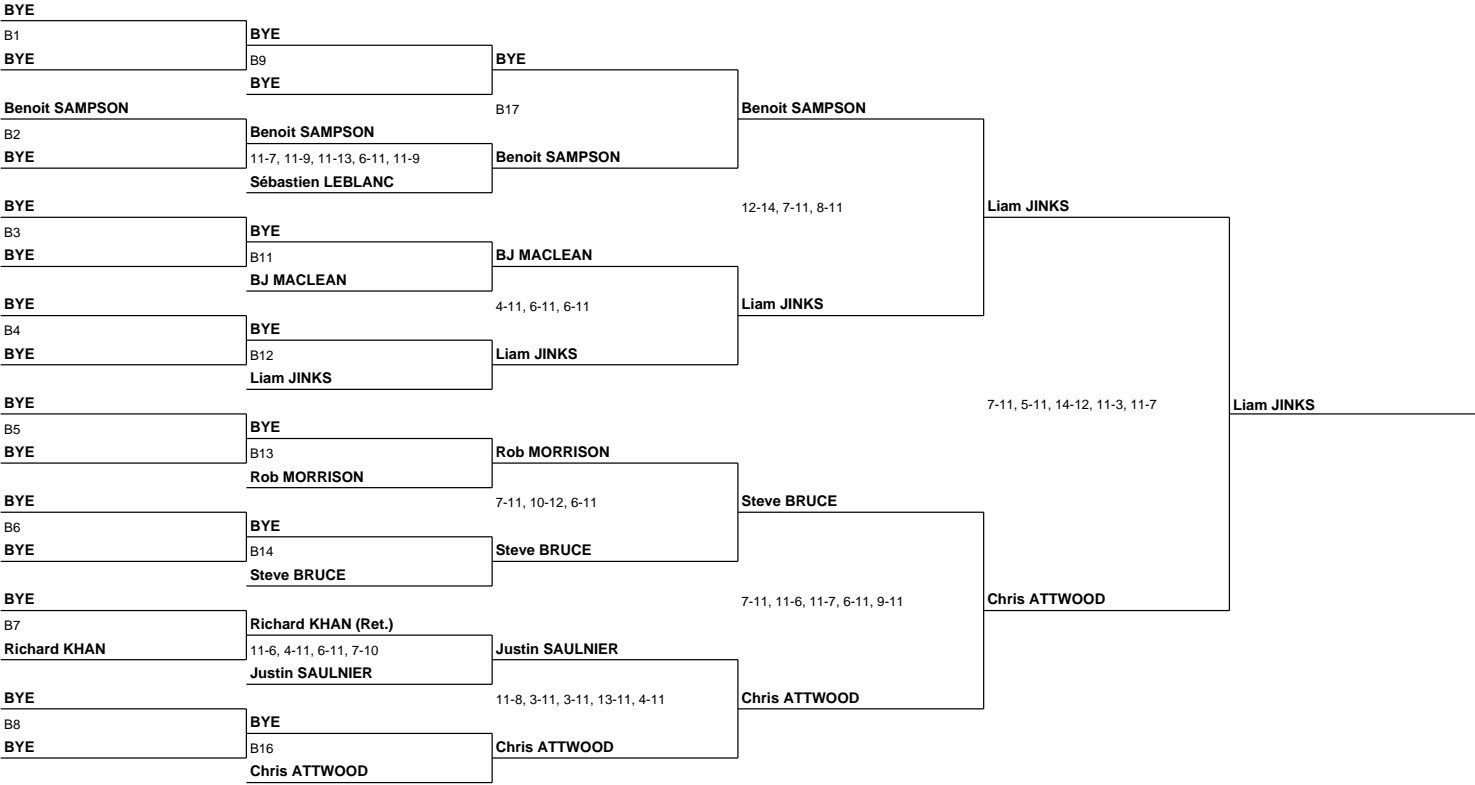 BYE
B1
BYE
BYE
B9
BYE
BYE
Benoit SAMPSON
B17
Benoit SAMPSON
B2
Benoit SAMPSON
BYE
11-7, 11-9, 11-13, 6-11, 11-9
Benoit SAMPSON
Sébastien LEBLANC
BYE
12-14, 7-11, 8-11
Liam JINKS
B3
BYE
BYE
B11
BJ MACLEAN
BJ MACLEAN
BYE
4-11, 6-11, 6-11
Liam JINKS
B4
BYE
BYE
B12
Liam JINKS
Liam JINKS
BYE
7-11, 5-11, 14-12, 11-3, 11-7
Liam JINKS
B5
BYE
BYE
B13
Rob MORRISON
Rob MORRISON
BYE
7-11, 10-12, 6-11
Steve BRUCE
B6
BYE
BYE
B14
Steve BRUCE
Steve BRUCE
BYE
7-11, 11-6, 11-7, 6-11, 9-11
Chris ATTWOOD
B7
Richard KHAN (Ret.)
Richard KHAN
11-6, 4-11, 6-11, 7-10
Justin SAULNIER
Justin SAULNIER
BYE
11-8, 3-11, 3-11, 13-11, 4-11
Chris ATTWOOD
B8
BYE
BYE
B16
Chris ATTWOOD
Chris ATTWOOD